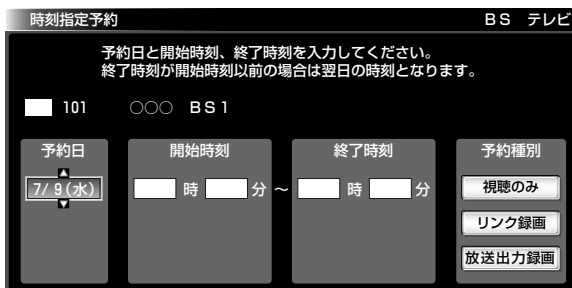 時刻指定予約 BS テレビ
予約日と開始時刻、終了時刻を入力してください。
終了時刻が開始時刻以前の場合は翌日の時刻となります。
101 ○○○ BS1
予約日 開始時刻 終了時刻 予約種別
7/ 9(水) 時 分 ~ 時 分 視聴のみ
リンク録画
放送出力録画